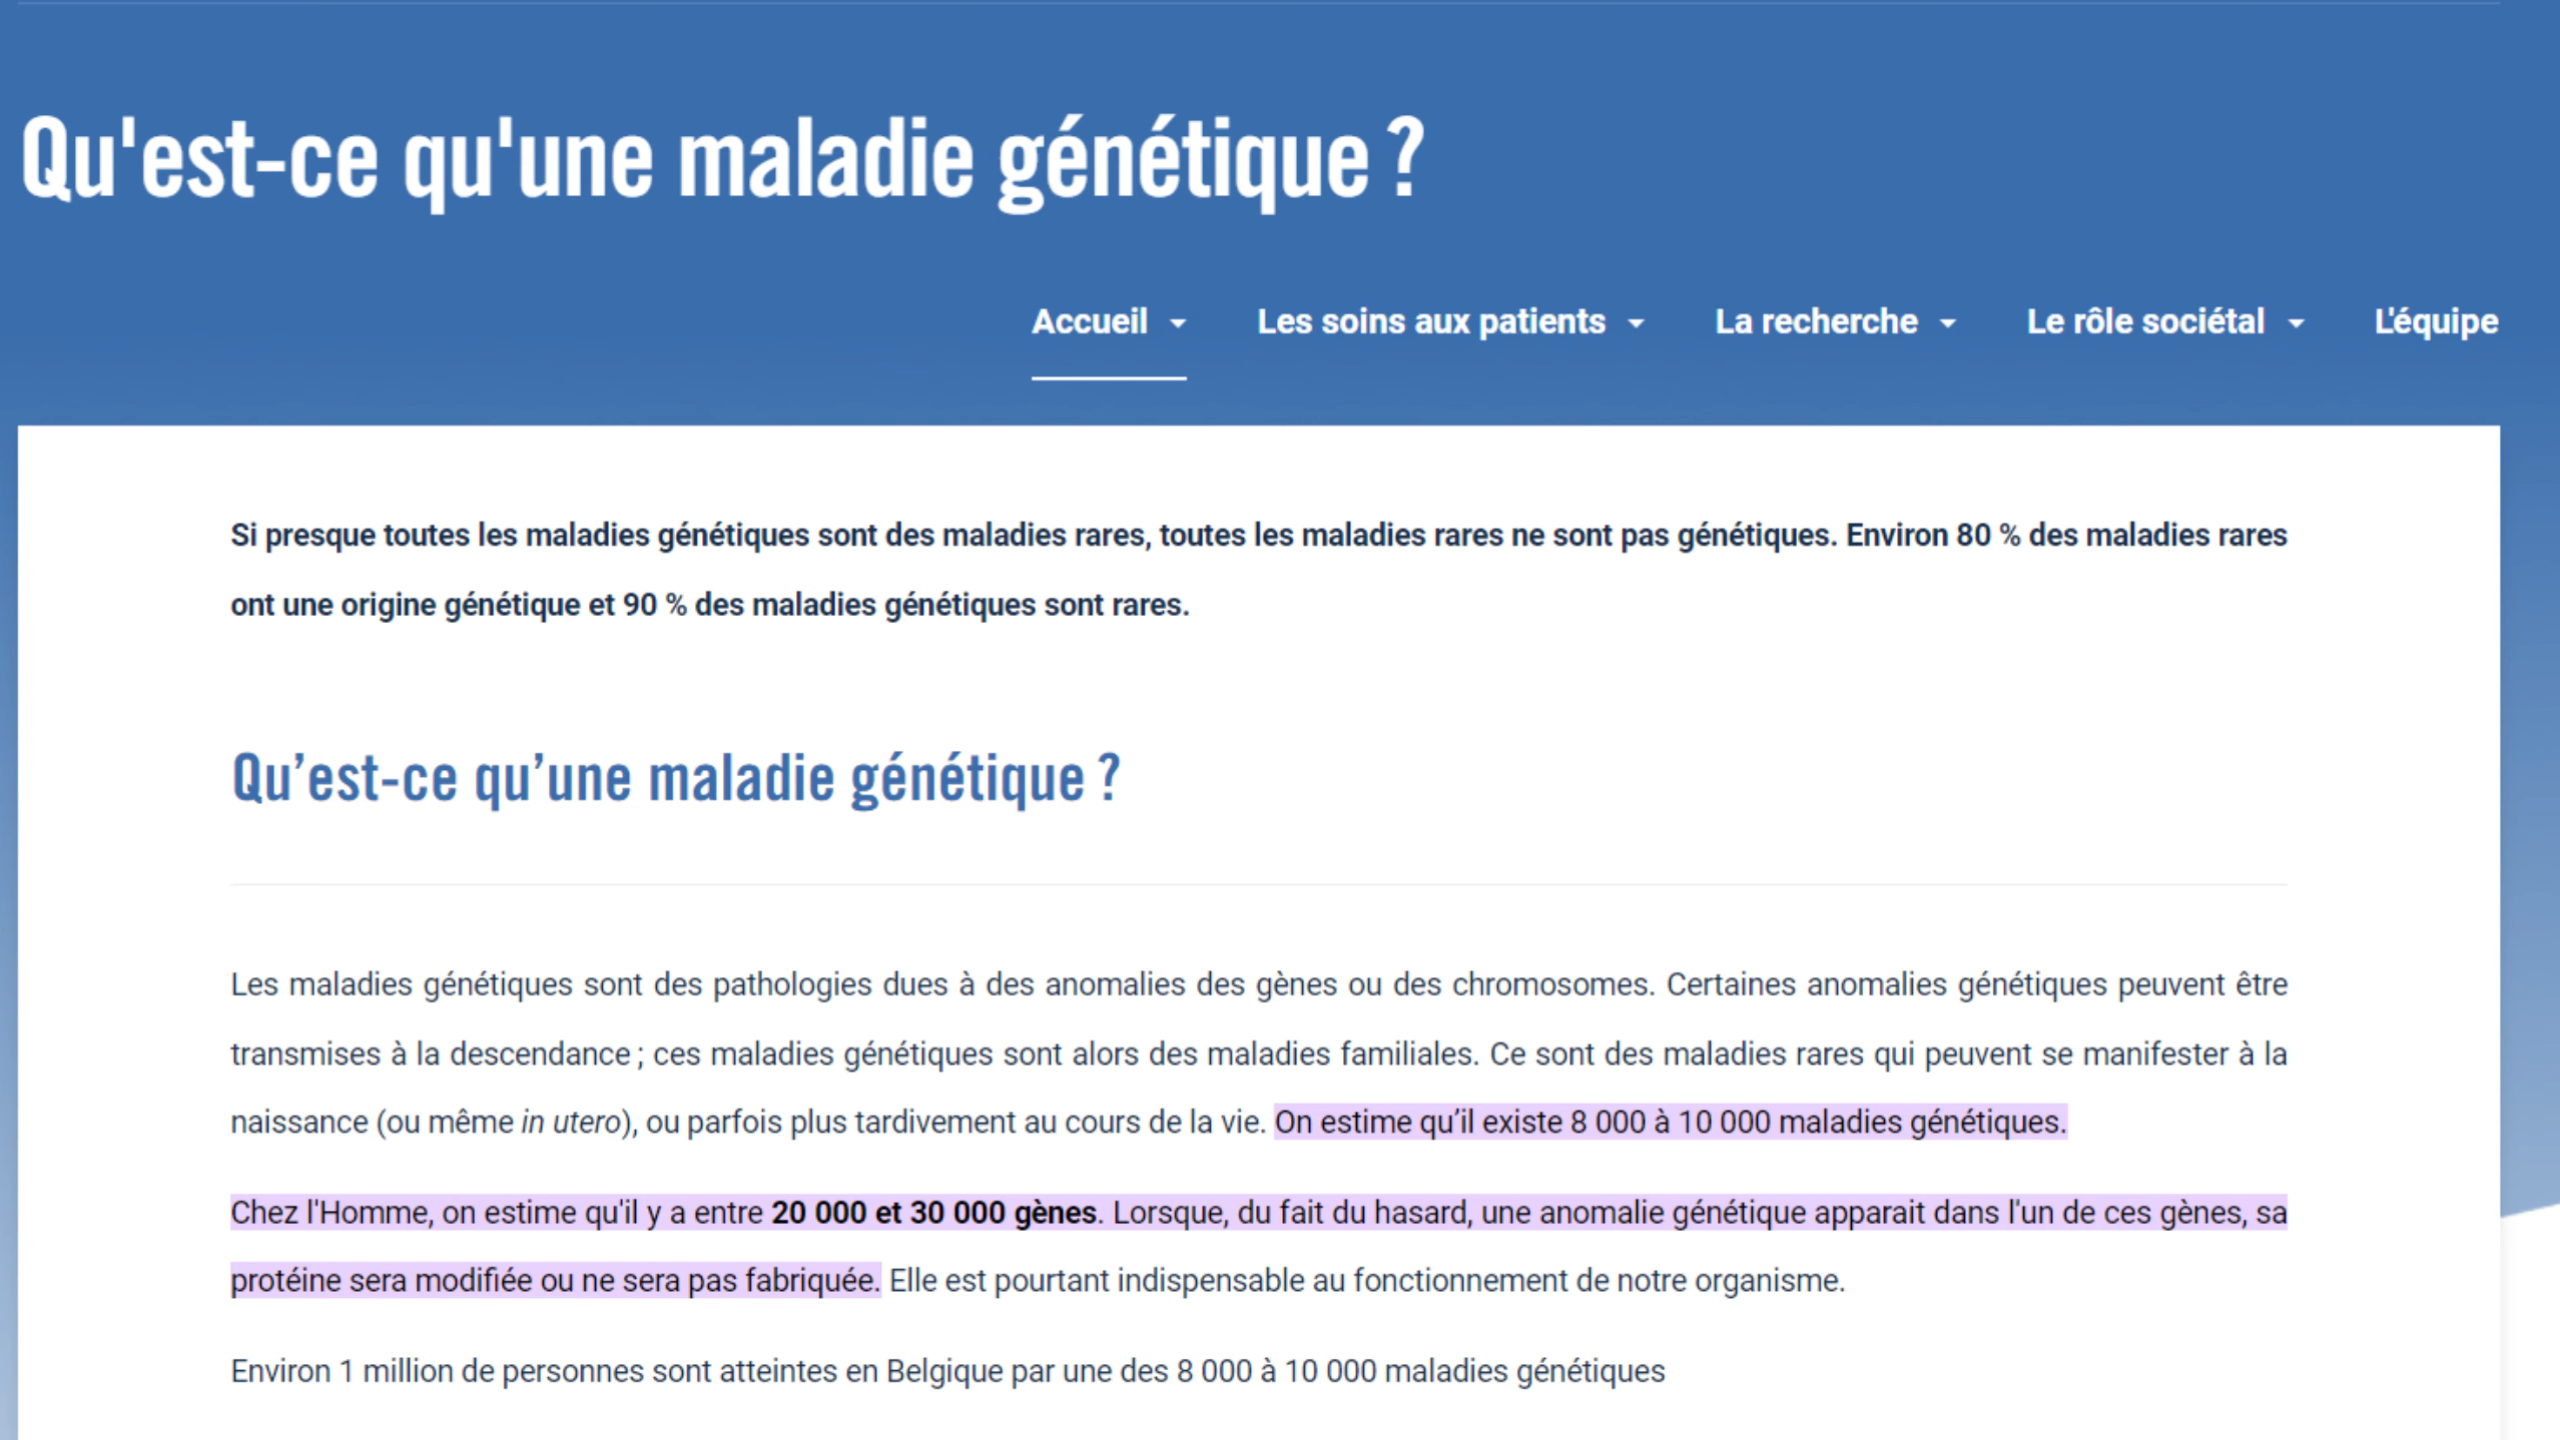 Qu'est-ce qu'une maladie génétique ?
Accueil
Les soins aux patients
La recherche
Le rôle sociétal
L'équipe
Si presque toutes les maladies génétiques sont des maladies rares, toutes les maladies rares ne sont pas génétiques. Environ 80 % des maladies rares
ont une origine génétique et 90 % des maladies génétiques sont rares.
Qu’est-ce qu’une maladie génétique ?
Les maladies génétiques sont des pathologies dues à des anomalies des gènes ou des chromosomes. Certaines anomalies génétiques peuvent être
transmises à la descendance ; ces maladies génétiques sont alors des maladies familiales. Ce sont des maladies rares qui peuvent se manifester à la
naissance (ou même in utero), ou parfois plus tardivement au cours de la vie. On estime qu’il existe 8 000 à 10 000 maladies génétiques.
Chez l'Homme, on estime qu'il y a entre 20 000 et 30 000 gènes. Lorsque, du fait du hasard, une anomalie génétique apparait dans l'un de ces gènes, sa
protéine sera modifiée ou ne sera pas fabriquée. Elle est pourtant indispensable au fonctionnement de notre organisme.
Environ 1 million de personnes sont atteintes en Belgique par une des 8 000 à 10 000 maladies génétiques